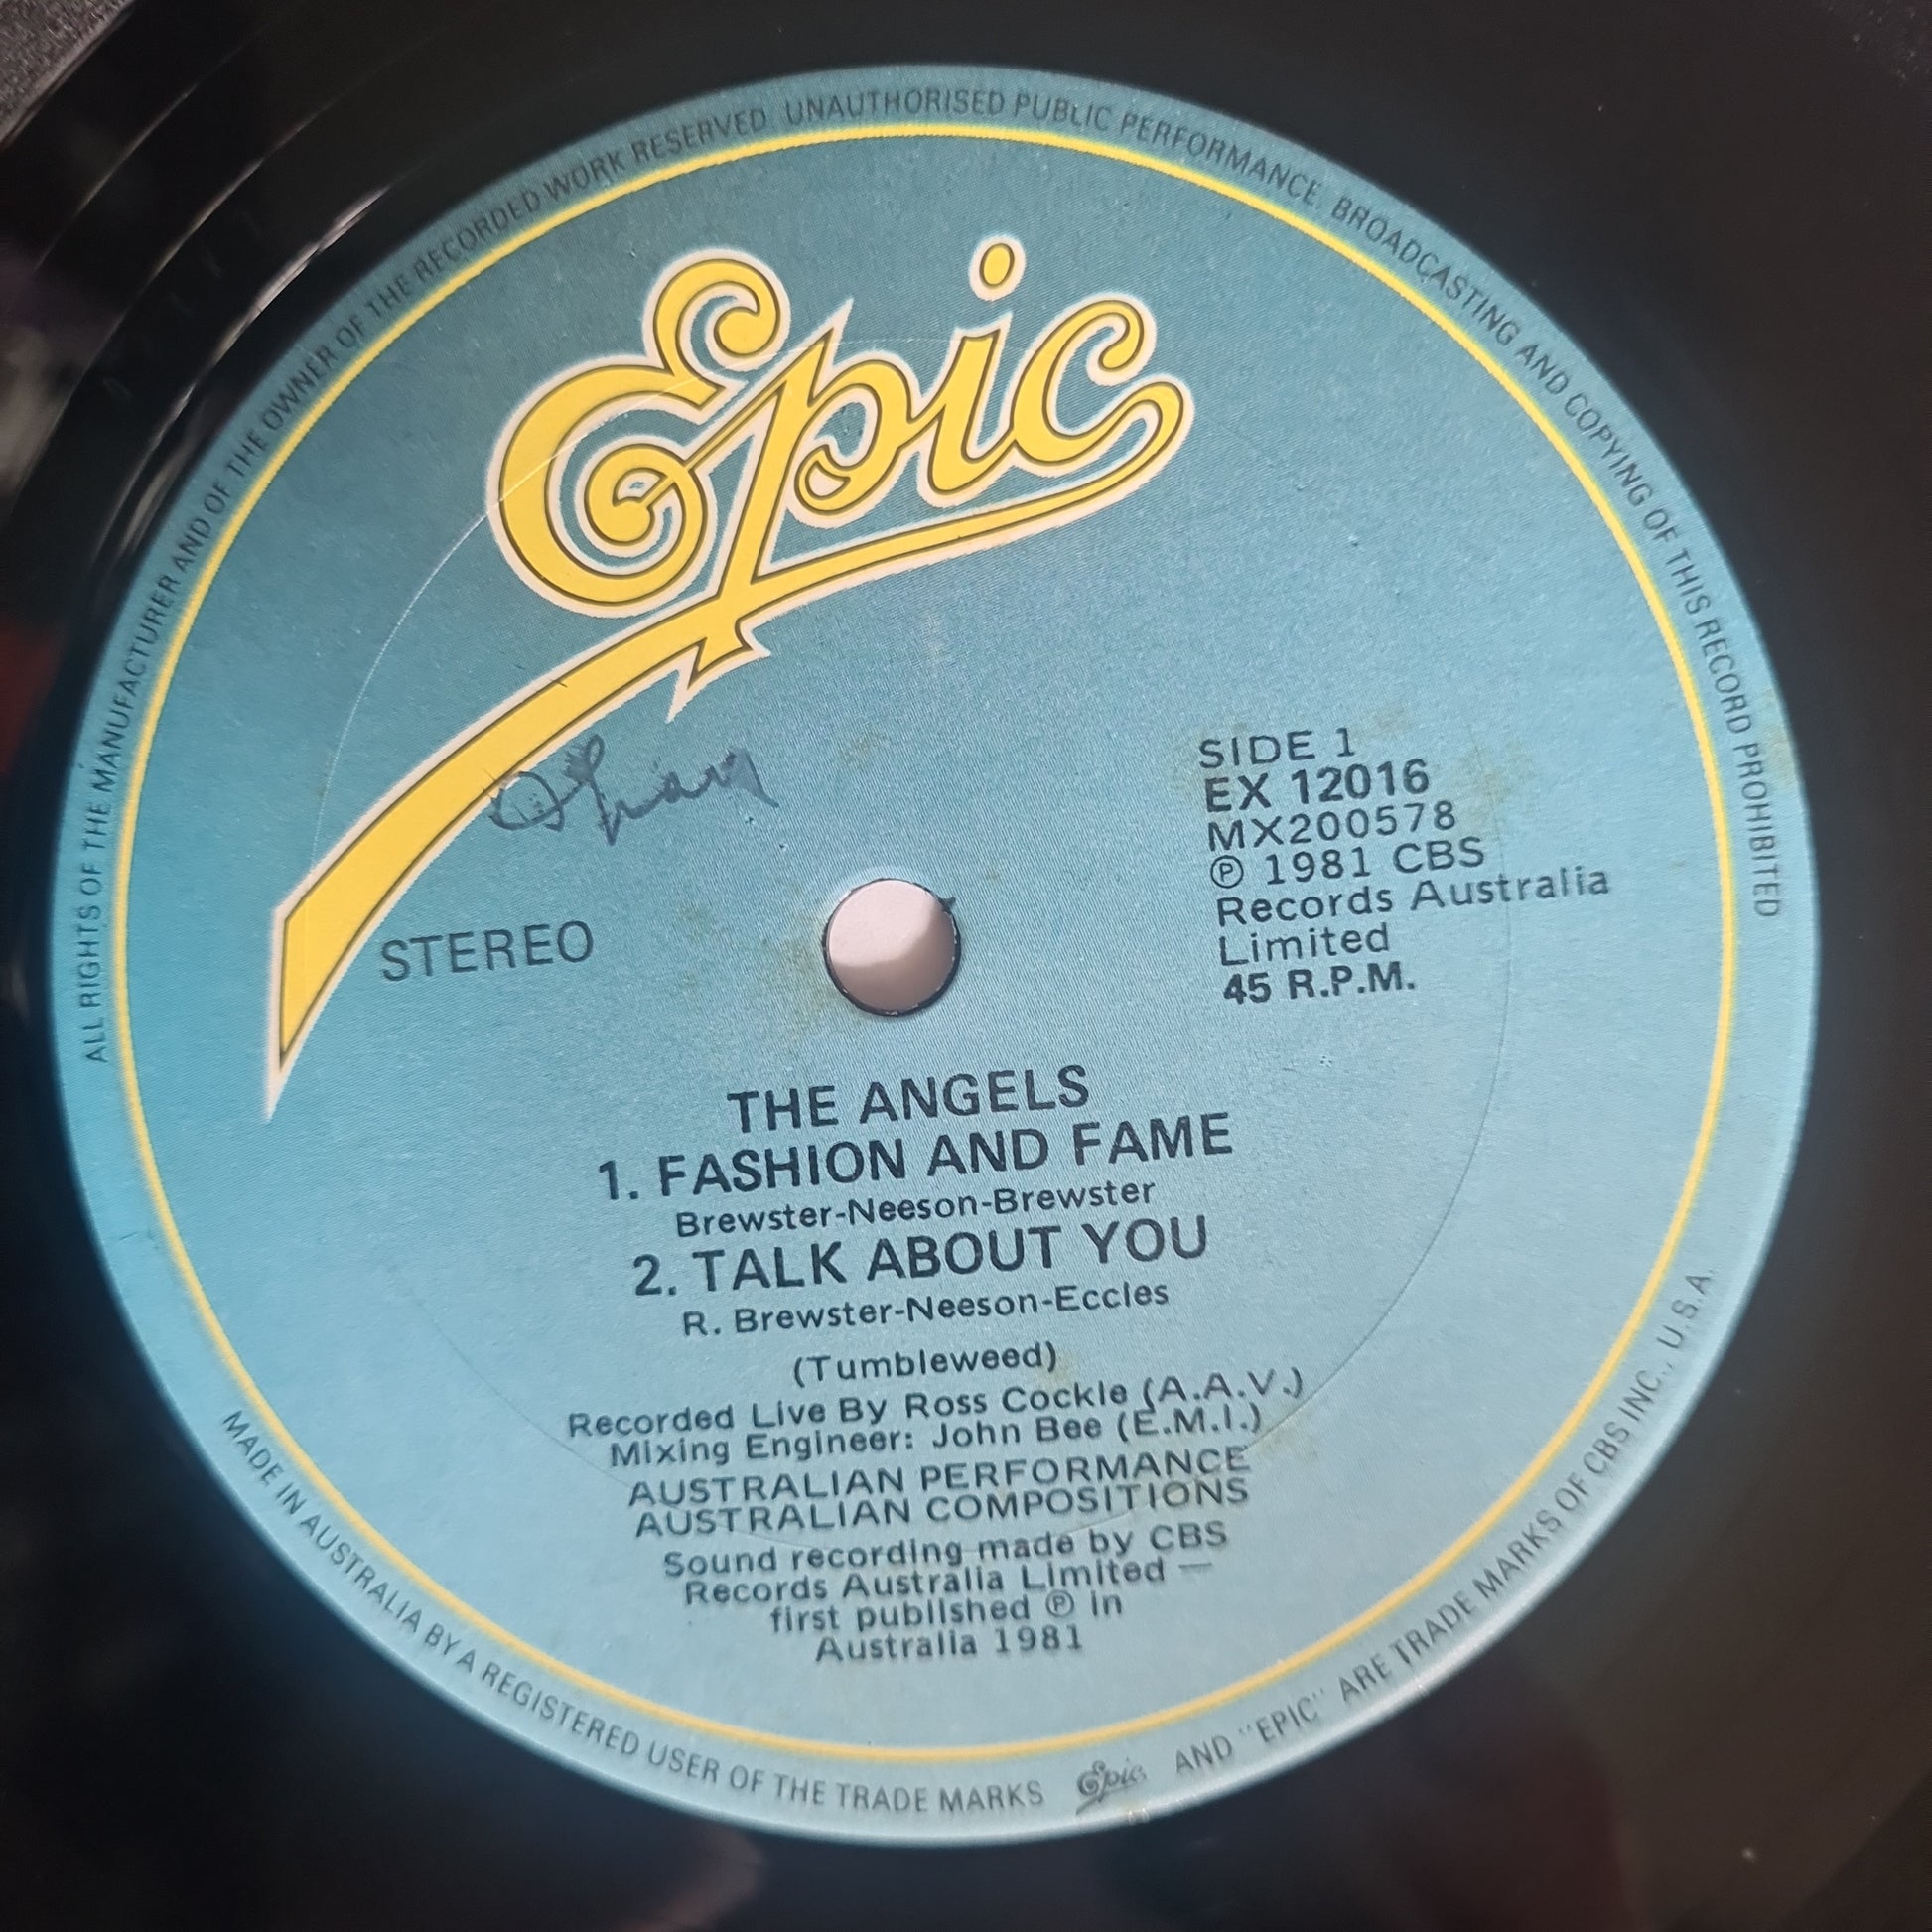 ALL RIGHTS OF THE MANUFACTURER AND OF THE OWNER OF THE RECORDED WORK RESERVED. UNAUTHORISED PUBLIC PERFORMANCE. BROADCASTING AND COPYING OF THIS RECORD PROHIBITED
Epic
SIDE 1
EX 12016
MX200578
℗ 1981 CBS
Records Australia
Limited
45 R.P.M.
STEREO
THE ANGELS
1. FASHION AND FAME
Brewster-Neeson-Brewster
2. TALK ABOUT YOU
R. Brewster-Neeson-Eccles
(Tumbleweed)
Recorded Live By Ross Cockle (A.A.V.)
Mixing Engineer: John Bee (E.M.I.)
AUSTRALIAN PERFORMANCE
AUSTRALIAN COMPOSITIONS
Sound recording made by CBS
Records Australia Limited —
first published ℗ in
Australia 1981
MADE IN AUSTRALIA BY A REGISTERED USER OF THE TRADE MARKS Epic AND "EPIC" ARE TRADE MARKS OF CBS INC., U.S.A.